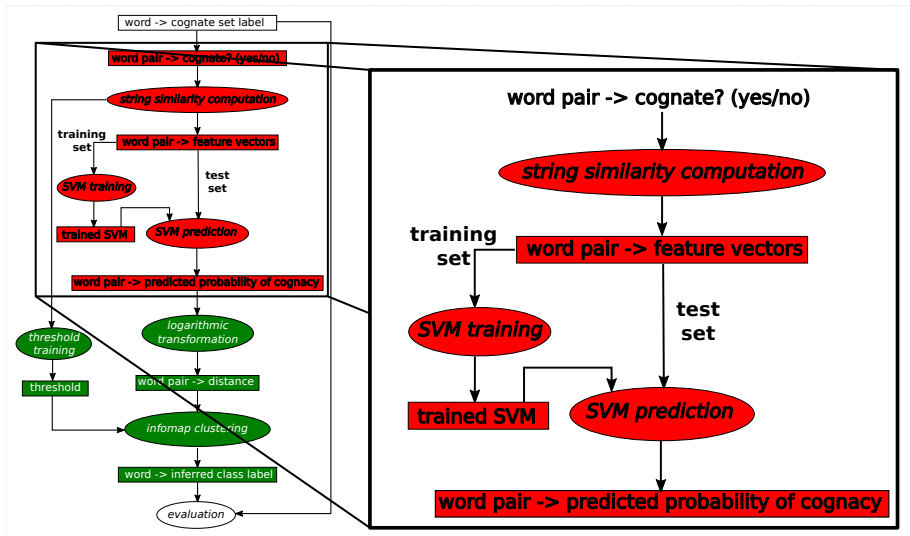 word -> cognate set label
word pair -> cognate? (yes/no)
string similarity computation
training
set
word pair -> feature vectors
SVM training
test
set
trained SVM
SVM prediction
word pair -> predicted probability of cognacy
threshold
training
logarithmic
transformation
threshold
word pair -> distance
infomap clustering
word -> inferred class label
evaluation
word pair -> cognate? (yes/no)
string similarity computation
training
set
word pair -> feature vectors
SVM training
test
set
trained SVM
SVM prediction
word pair -> predicted probability of cognacy